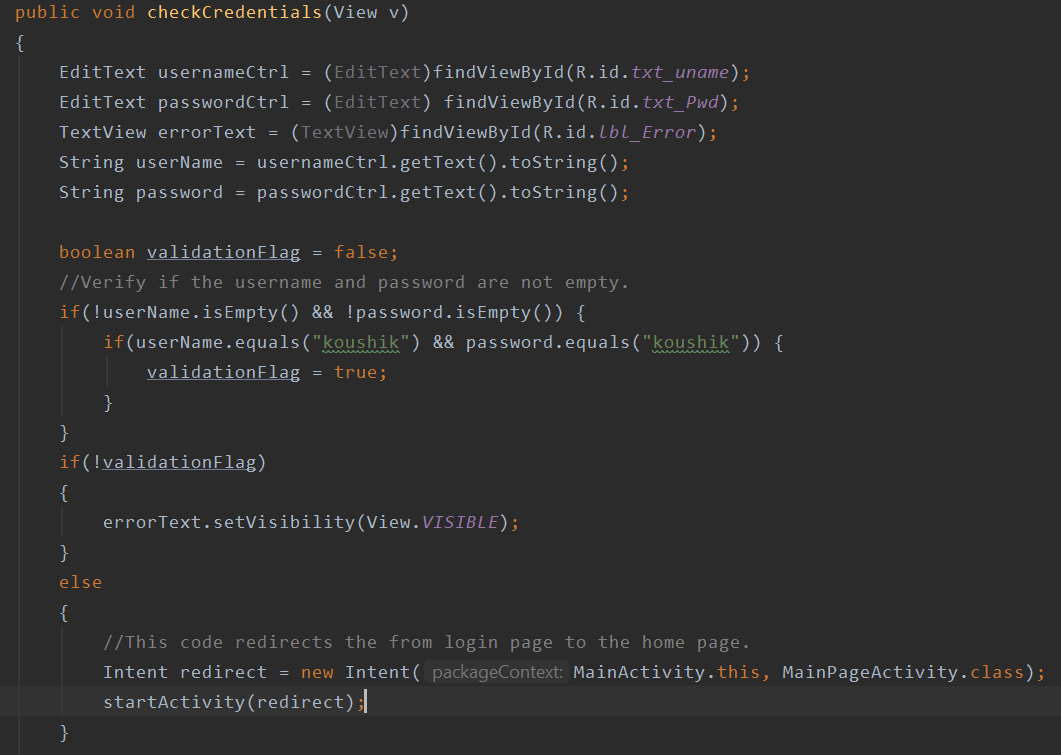 public void checkCredentials(View v)
{
    EditText usernameCtrl = (EditText)findViewById(R.id.txt_uname);
    EditText passwordCtrl = (EditText) findViewById(R.id.txt_Pwd);
    TextView errorText = (TextView)findViewById(R.id.lbl_Error);
    String userName = usernameCtrl.getText().toString();
    String password = passwordCtrl.getText().toString();
    boolean validationFlag = false;
    //Verify if the username and password are not empty.
    if(!userName.isEmpty() && !password.isEmpty()) {
        if(userName.equals("koushik") && password.equals("koushik")) {
            validationFlag = true;
        }
    }
    if(!validationFlag)
    {
        errorText.setVisibility(View.VISIBLE);
    }
    else
    {
        //This code redirects the from login page to the home page.
        Intent redirect = new Intent( packageContext: MainActivity.this, MainPageActivity.class);
        startActivity(redirect);
    }